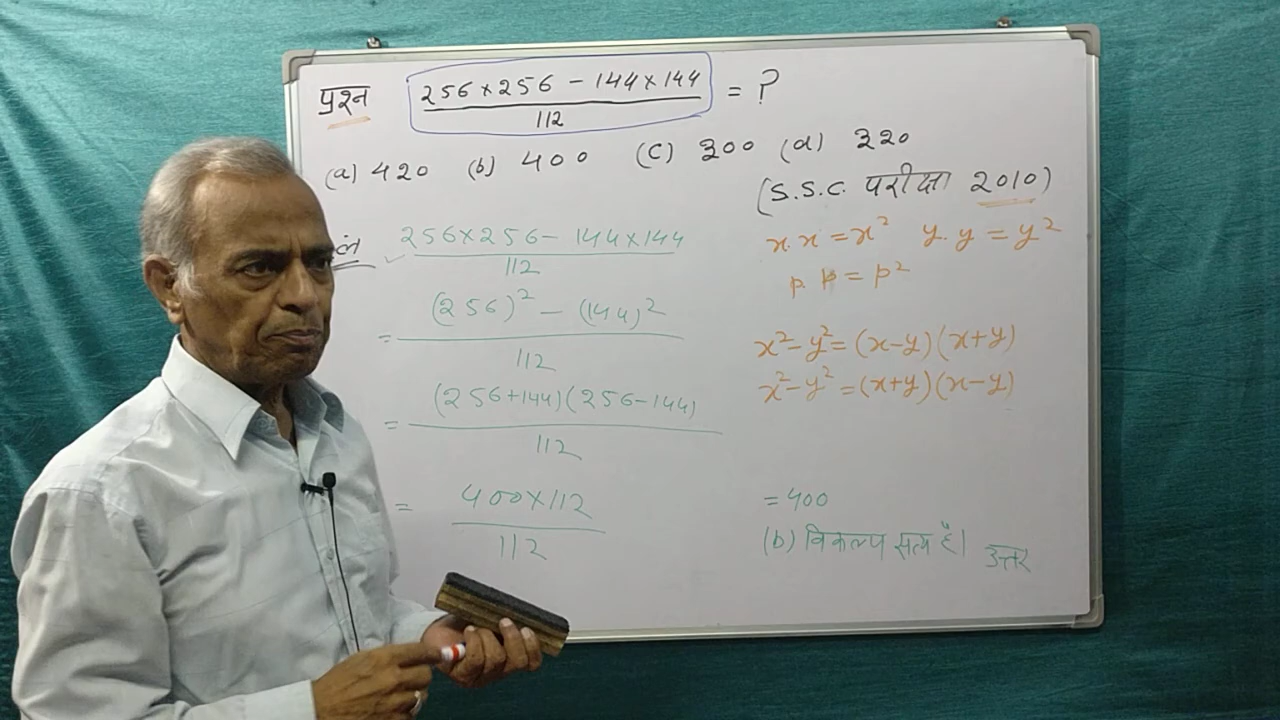 प्रश्न 256×256 − 144×144 / 112 = ?
(a) 420 (b) 400 (c) 300 (d) 320
(S.S.C. परीक्षा 2010)
256×256 − 144×144 / 112
x.x = x² y.y = y²
p.p = p²
= (256)² − (144)² / 112
x²−y² = (x−y)(x+y)
x²−y² = (x+y)(x−y)
= (256+144)(256−144) / 112
= 400×112 / 112
= 400
(b) विकल्प सत्य है। उत्तर